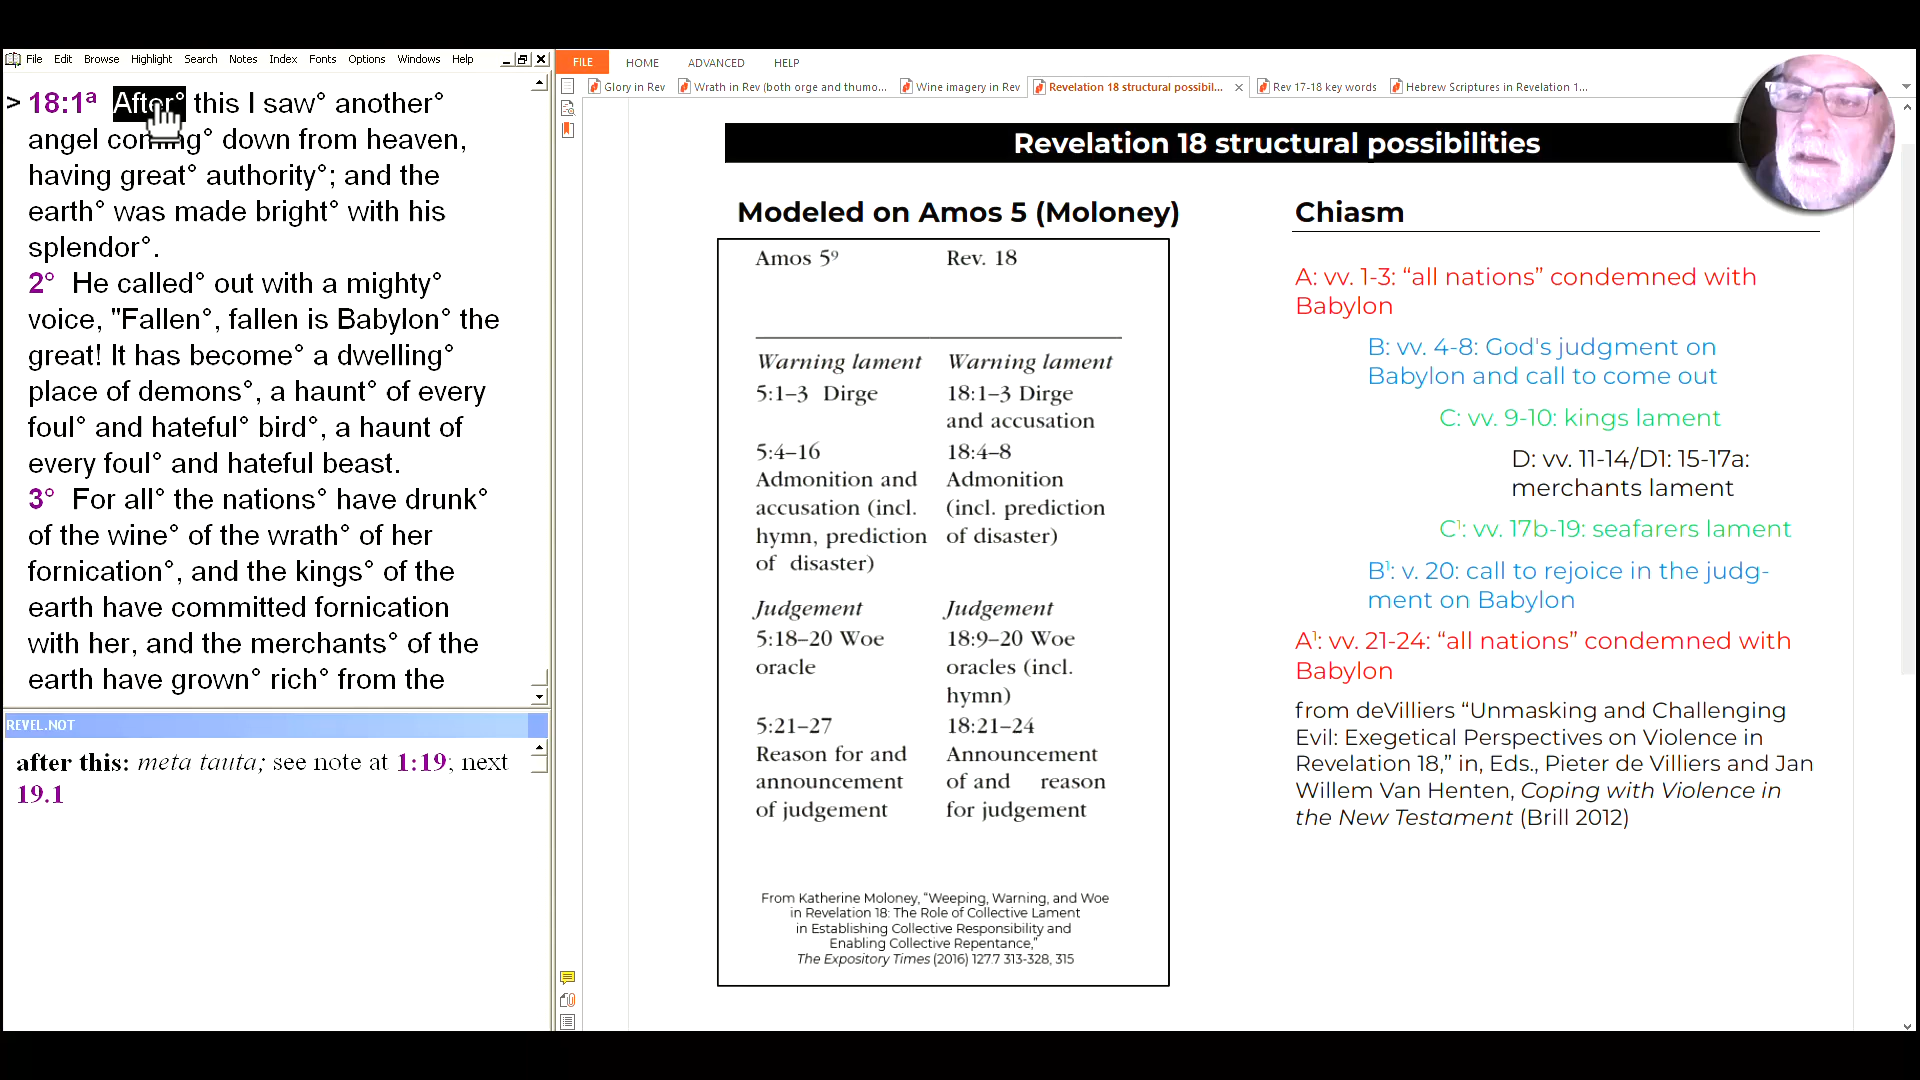 File Edit Browse Highlight Search Notes Index Fonts Options Windows Help
> 18:1ª After° this I saw° another°
angel coming° down from heaven,
having great° authority°; and the
earth° was made bright° with his
splendor°.
2° He called° out with a mighty°
voice, "Fallen°, fallen is Babylon° the
great! It has become° a dwelling°
place of demons°, a haunt° of every
foul° and hateful° bird°, a haunt of
every foul° and hateful beast.
3° For all° the nations° have drunk°
of the wine° of the wrath° of her
fornication°, and the kings° of the
earth have committed fornication
with her, and the merchants° of the
earth have grown° rich° from the
REVEL.NOT
after this: meta tauta; see note at 1:19; next
19.1
FILE HOME ADVANCED HELP
Glory in Rev
Wrath in Rev (both orge and thumo...
Wine imagery in Rev
Revelation 18 structural possibil...
Rev 17-18 key words
Hebrew Scriptures in Revelation 1...
Revelation 18 structural possibilities
Modeled on Amos 5 (Moloney)
Amos 5⁹ Rev. 18
Warning lament Warning lament
5:1–3 Dirge 18:1–3 Dirge
and accusation
5:4–16 18:4–8
Admonition and Admonition
accusation (incl. (incl. prediction
hymn, prediction of disaster)
of disaster)
Judgement Judgement
5:18–20 Woe 18:9–20 Woe
oracle oracles (incl.
hymn)
5:21–27 18:21–24
Reason for and Announcement
announcement of and reason
of judgement for judgement
From Katherine Moloney, “Weeping, Warning, and Woe
in Revelation 18: The Role of Collective Lament
in Establishing Collective Responsibility and
Enabling Collective Repentance,”
The Expository Times (2016) 127.7 313-328, 315
Chiasm
A: vv. 1-3: “all nations” condemned with
Babylon
B: vv. 4-8: God's judgment on
Babylon and call to come out
C: vv. 9-10: kings lament
D: vv. 11-14/D1: 15-17a:
merchants lament
C¹: vv. 17b-19: seafarers lament
B¹: v. 20: call to rejoice in the judg-
ment on Babylon
A¹: vv. 21-24: “all nations” condemned with
Babylon
from deVilliers “Unmasking and Challenging
Evil: Exegetical Perspectives on Violence in
Revelation 18,” in, Eds., Pieter de Villiers and Jan
Willem Van Henten, Coping with Violence in
the New Testament (Brill 2012)